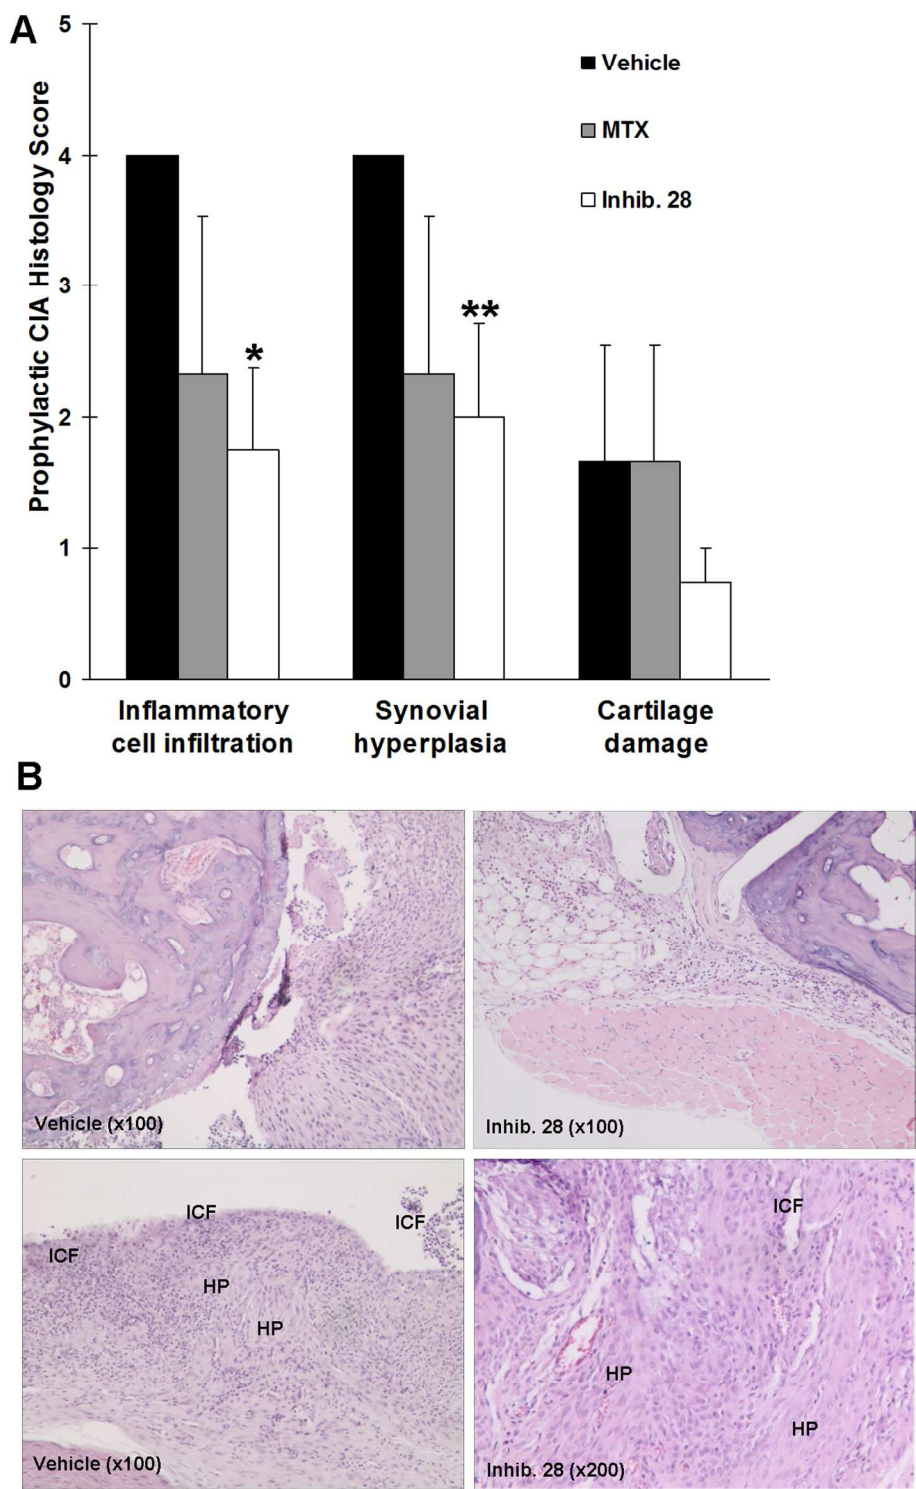 A
5
4
3
2
1
0
Prophylactic CIA Histology Score
Vehicle
MTX
Inhib. 28
*
**
Inflammatory
cell infiltration
Synovial
hyperplasia
Cartilage
damage
B
Vehicle (x100)
Inhib. 28 (x100)
ICF
ICF
ICF
HP
HP
Vehicle (x100)
ICF
HP
HP
Inhib. 28 (x200)